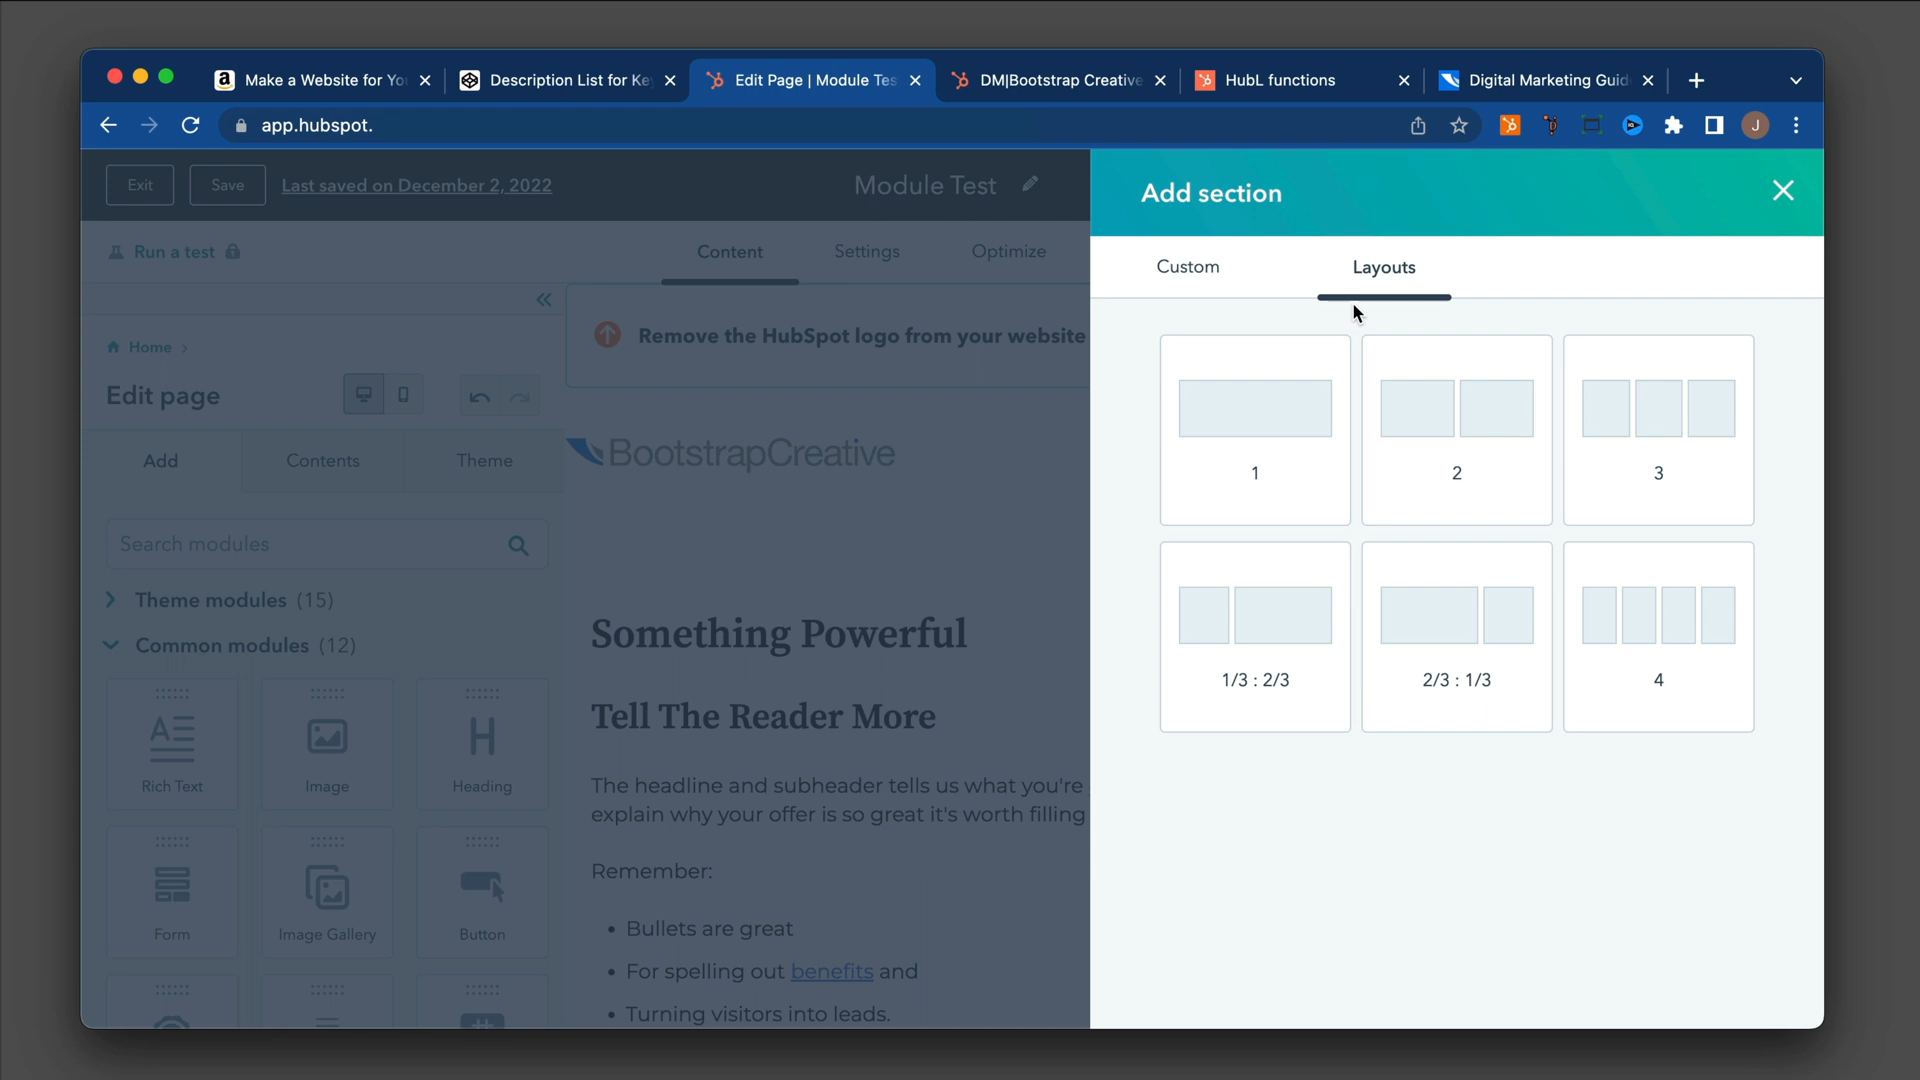 Make a Website for Yo
Description List for Ke
Edit Page | Module Tes
DM|Bootstrap Creative
HubL functions
Digital Marketing Guid
app.hubspot.
J
Exit
Save
Last saved on December 2, 2022
Module Test
Add section
Run a test
Content
Settings
Optimize
Custom
Layouts
Remove the HubSpot logo from your website
Home
Edit page
BootstrapCreative
Add
Contents
Theme
Search modules
Theme modules (15)
Common modules (12)
Rich Text
Image
Heading
Form
Image Gallery
Button
Something Powerful
Tell The Reader More
The headline and subheader tells us what you're
explain why your offer is so great it's worth filling
Remember:
• Bullets are great
• For spelling out benefits and
• Turning visitors into leads.
1
2
3
1/3 : 2/3
2/3 : 1/3
4